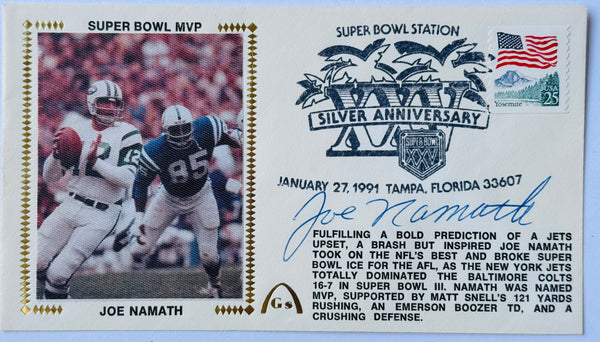 SUPER BOWL MVP
12
85
JOE NAMATH
SUPER BOWL STATION
XXV
SILVER ANNIVERSARY
SUPER BOWL
XXV
JANUARY 27, 1991 TAMPA, FLORIDA 33607
USA
25
Yosemite
Joe Namath
Gs
FULFILLING A BOLD PREDICTION OF A JETS
UPSET, A BRASH BUT INSPIRED JOE NAMATH
TOOK ON THE NFL'S BEST AND BROKE SUPER
BOWL ICE FOR THE AFL, AS THE NEW YORK JETS
TOTALLY DOMINATED THE BALTIMORE COLTS
16-7 IN SUPER BOWL III. NAMATH WAS NAMED
MVP, SUPPORTED BY MATT SNELL'S 121 YARDS
RUSHING, AN EMERSON BOOZER TD, AND A
CRUSHING DEFENSE.